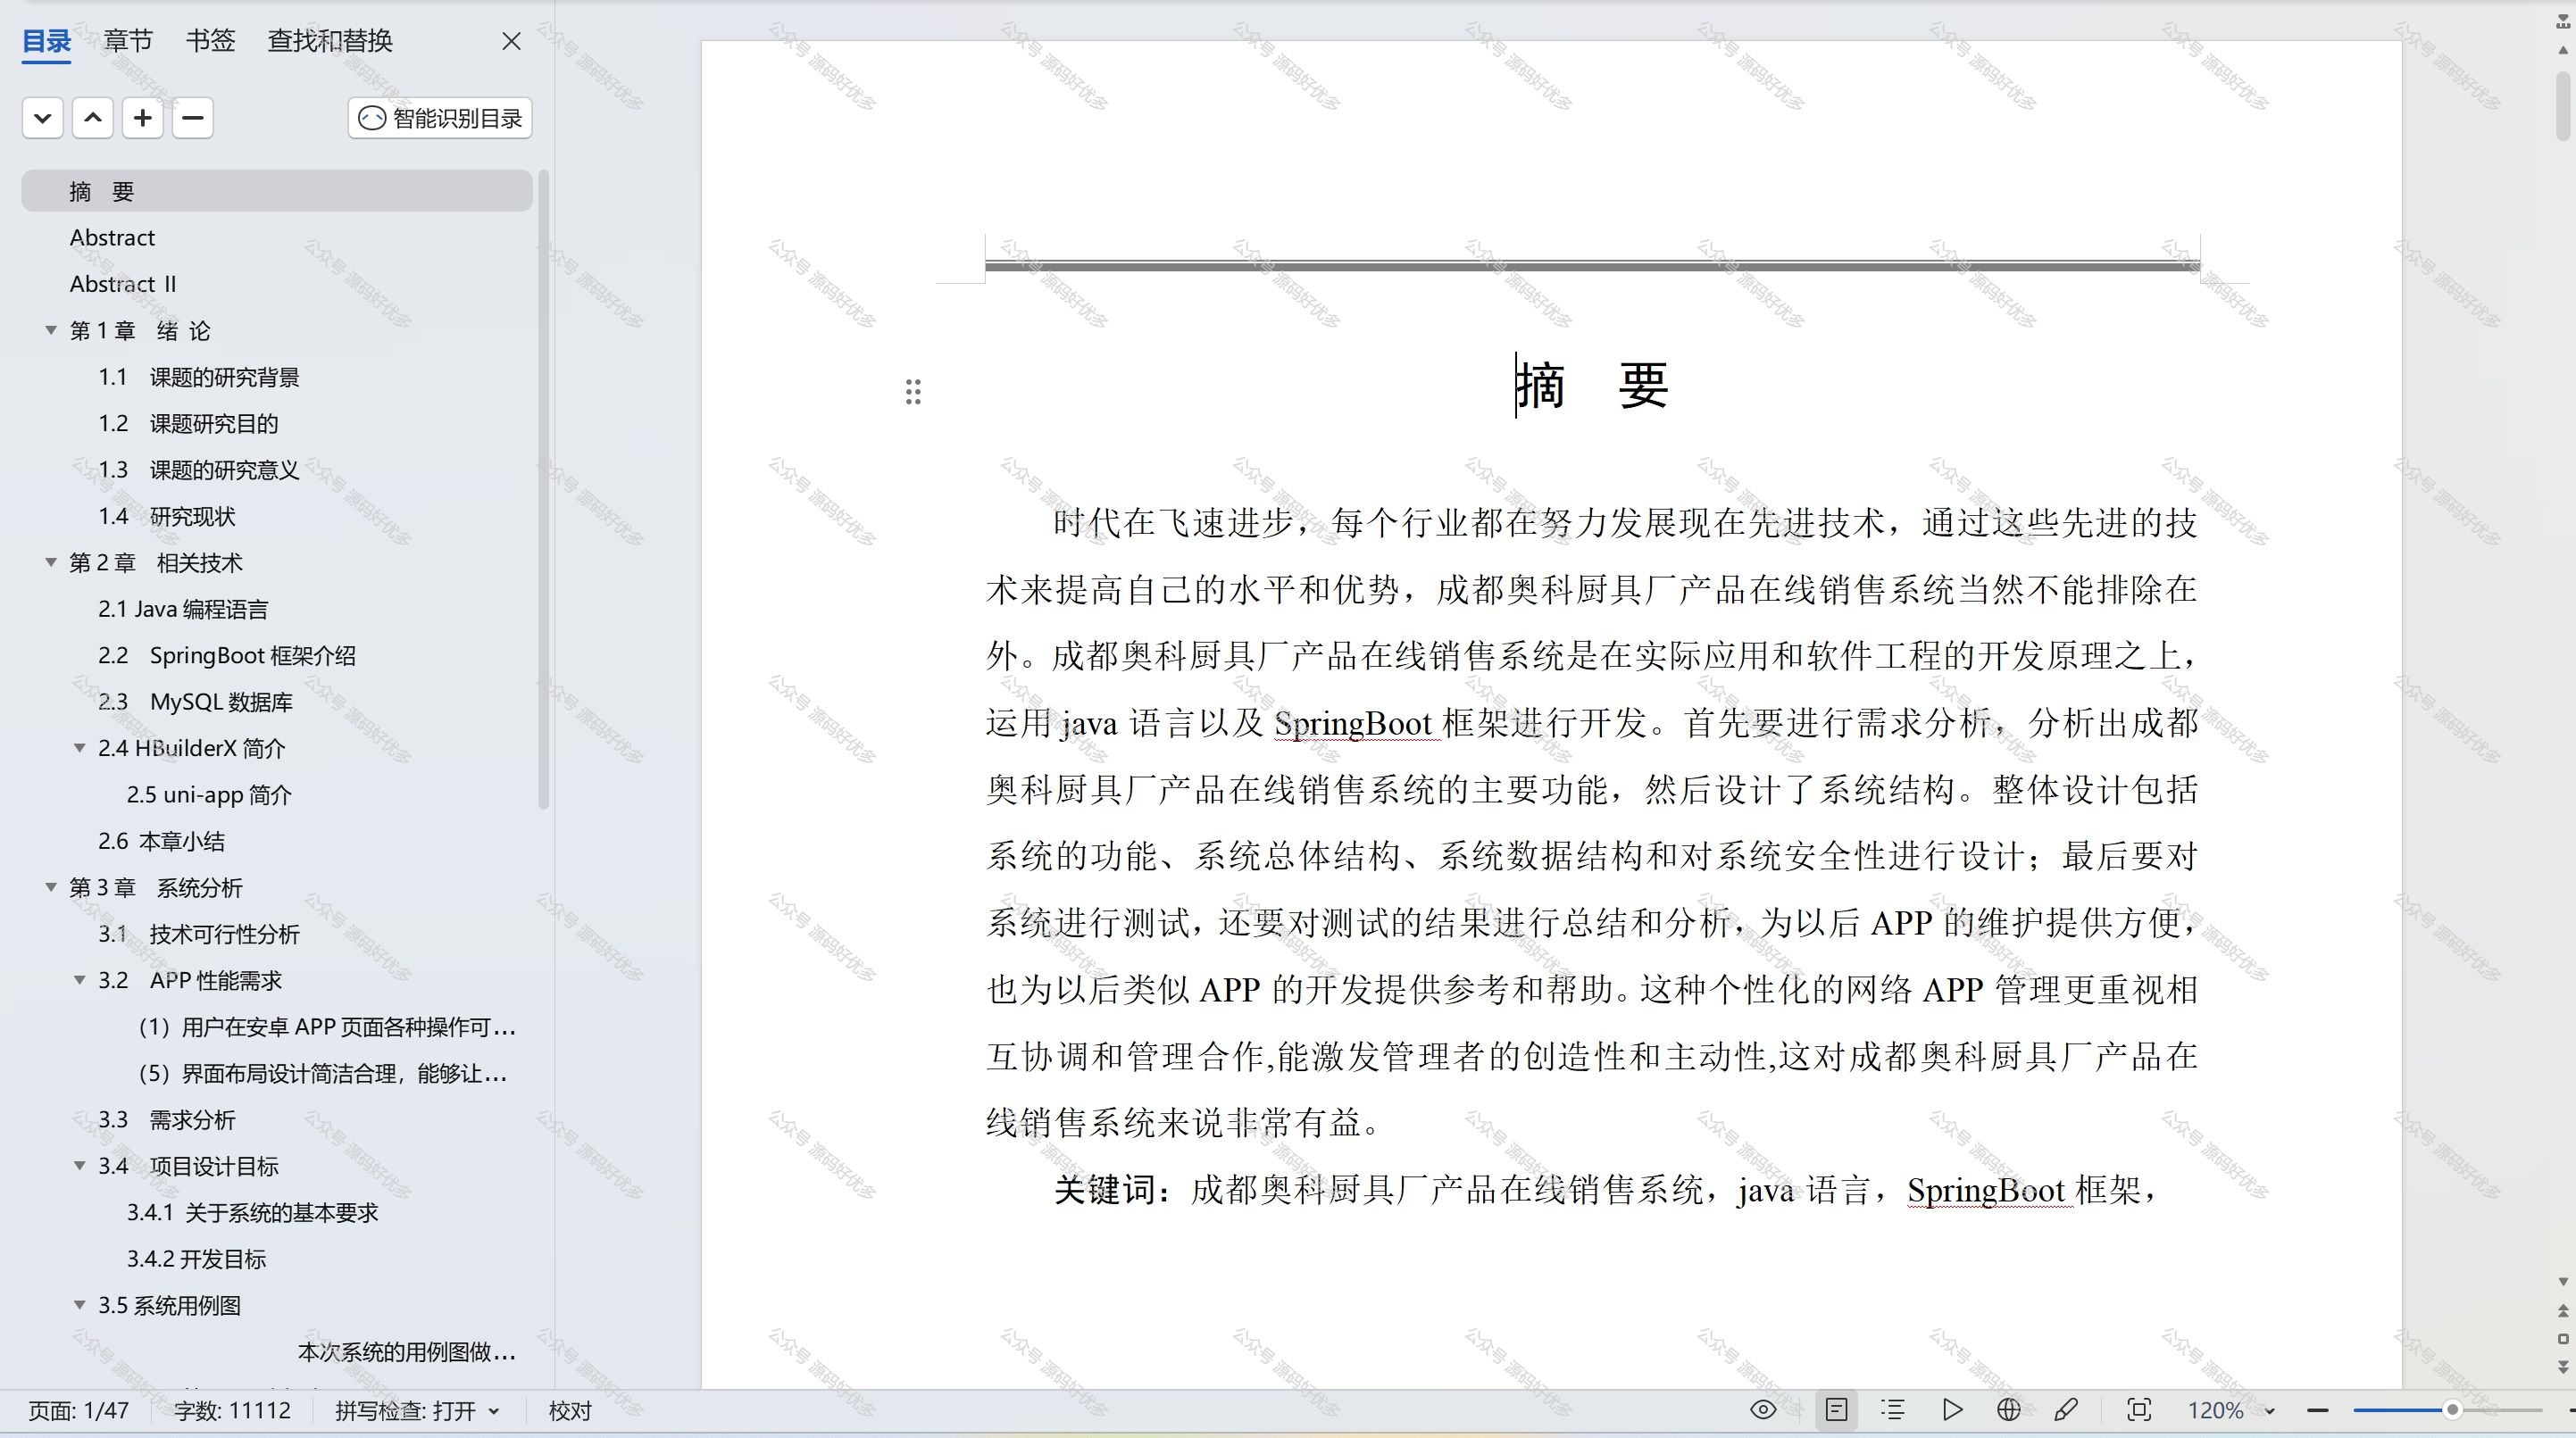 目录 章节 书签 查找和替换
智能识别目录
摘 要
Abstract
Abstract II
第 1 章 绪 论
1.1 课题的研究背景
1.2 课题研究目的
1.3 课题的研究意义
1.4 研究现状
第 2 章 相关技术
2.1 Java 编程语言
2.2 SpringBoot 框架介绍
2.3 MySQL 数据库
2.4 HBuilderX 简介
2.5 uni-app 简介
2.6 本章小结
第 3 章 系统分析
3.1 技术可行性分析
3.2 APP 性能需求
（1）用户在安卓 APP 页面各种操作可...
（5）界面布局设计简洁合理，能够让...
3.3 需求分析
3.4 项目设计目标
3.4.1 关于系统的基本要求
3.4.2 开发目标
3.5 系统用例图
本次系统的用例图做...
摘 要
时代在飞速进步，每个行业都在努力发展现在先进技术，通过这些先进的技
术来提高自己的水平和优势，成都奥科厨具厂产品在线销售系统当然不能排除在
外。成都奥科厨具厂产品在线销售系统是在实际应用和软件工程的开发原理之上，
运用 java 语言以及 SpringBoot 框架进行开发。首先要进行需求分析，分析出成都
奥科厨具厂产品在线销售系统的主要功能，然后设计了系统结构。整体设计包括
系统的功能、系统总体结构、系统数据结构和对系统安全性进行设计；最后要对
系统进行测试，还要对测试的结果进行总结和分析，为以后 APP 的维护提供方便，
也为以后类似 APP 的开发提供参考和帮助。这种个性化的网络 APP 管理更重视相
互协调和管理合作,能激发管理者的创造性和主动性,这对成都奥科厨具厂产品在
线销售系统来说非常有益。
关键词：成都奥科厨具厂产品在线销售系统，java 语言，SpringBoot 框架，
页面: 1/47 字数: 11112 拼写检查: 打开 校对 120%
公众号 源码好优多